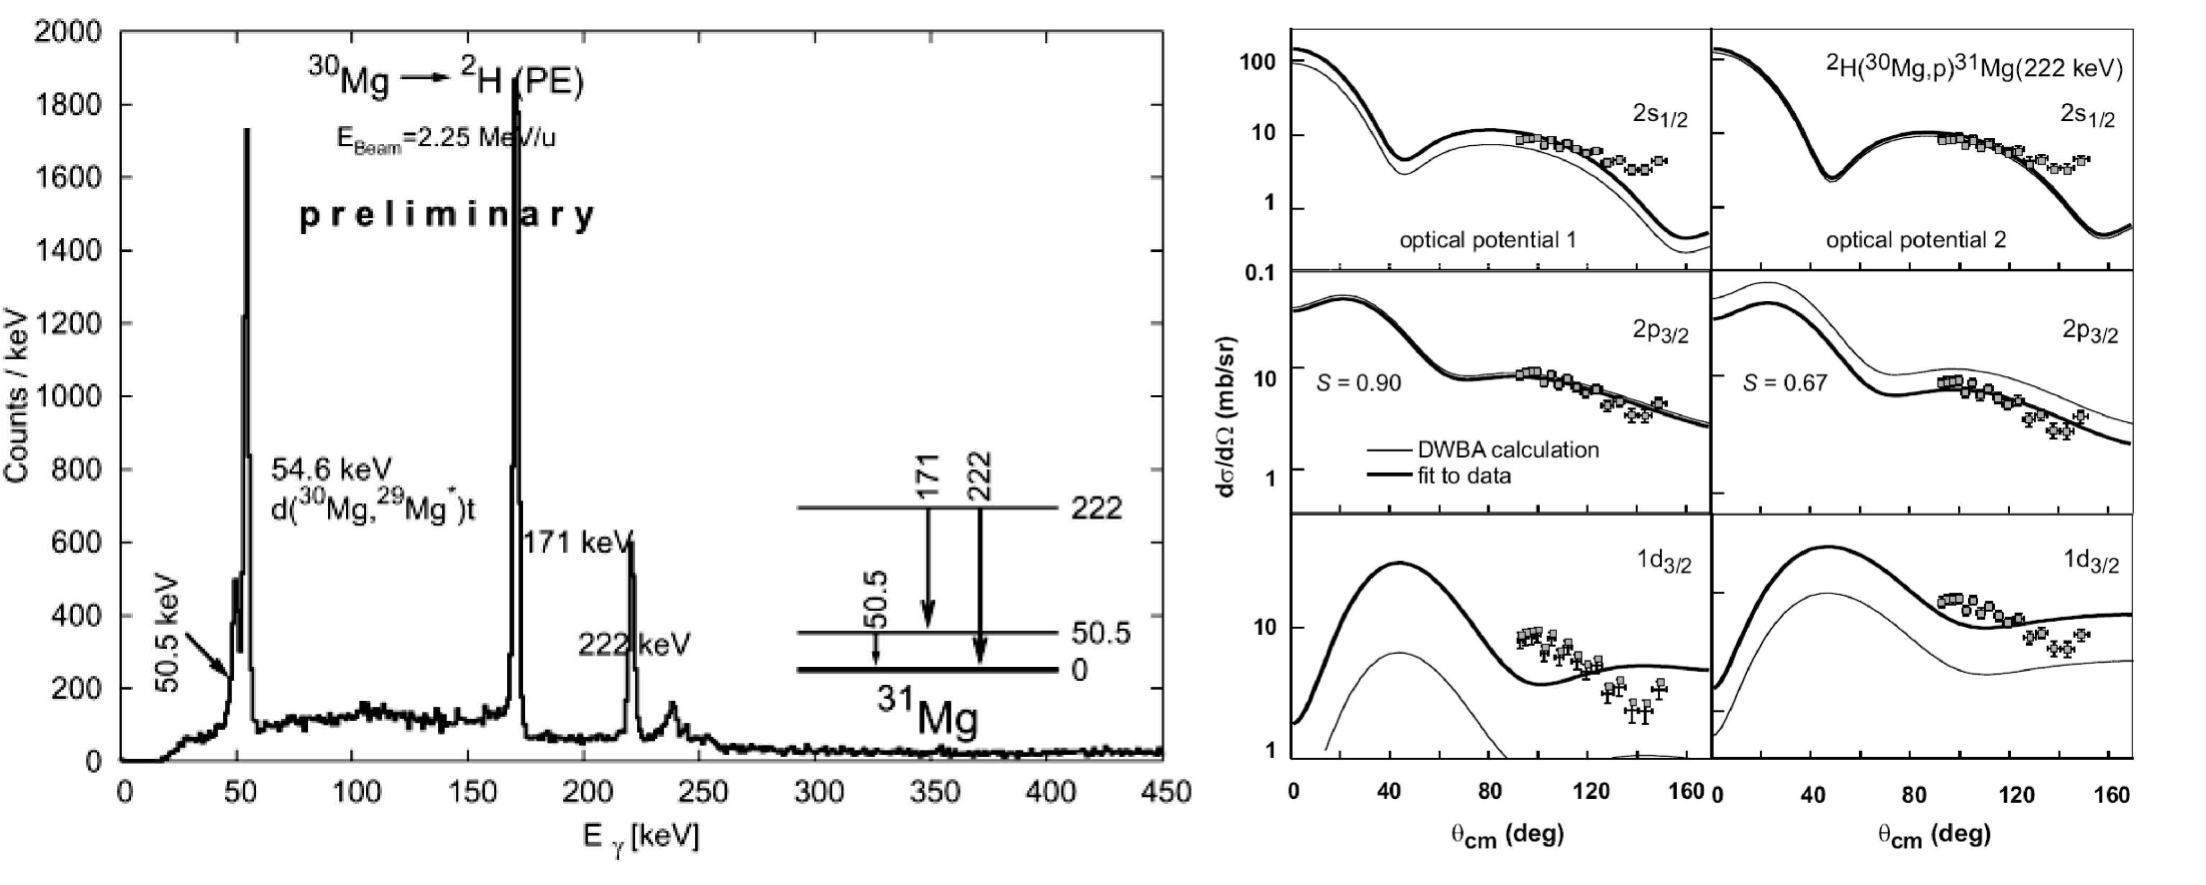 2000
1800
1600
1400
1200
1000
800
600
400
200
0
Counts / keV
³⁰Mg → ²H (PE)
E_Beam=2.25 MeV/u
preliminary
54.6 keV
d(³⁰Mg,²⁹Mg*)t
50.5 keV
171 keV
222 keV
171
222
50.5
222
50.5
0
³¹Mg
0 50 100 150 200 250 300 350 400 450
E_γ [keV]
dσ/dΩ (mb/sr)
100
10
1
0.1
2s1/2
optical potential 1
²H(³⁰Mg,p)³¹Mg(222 keV)
2s1/2
optical potential 2
10
1
2p3/2
S = 0.90
DWBA calculation
fit to data
2p3/2
S = 0.67
10
1
1d3/2
1d3/2
0 40 80 120 160
0 40 80 120 160
θcm (deg)
θcm (deg)